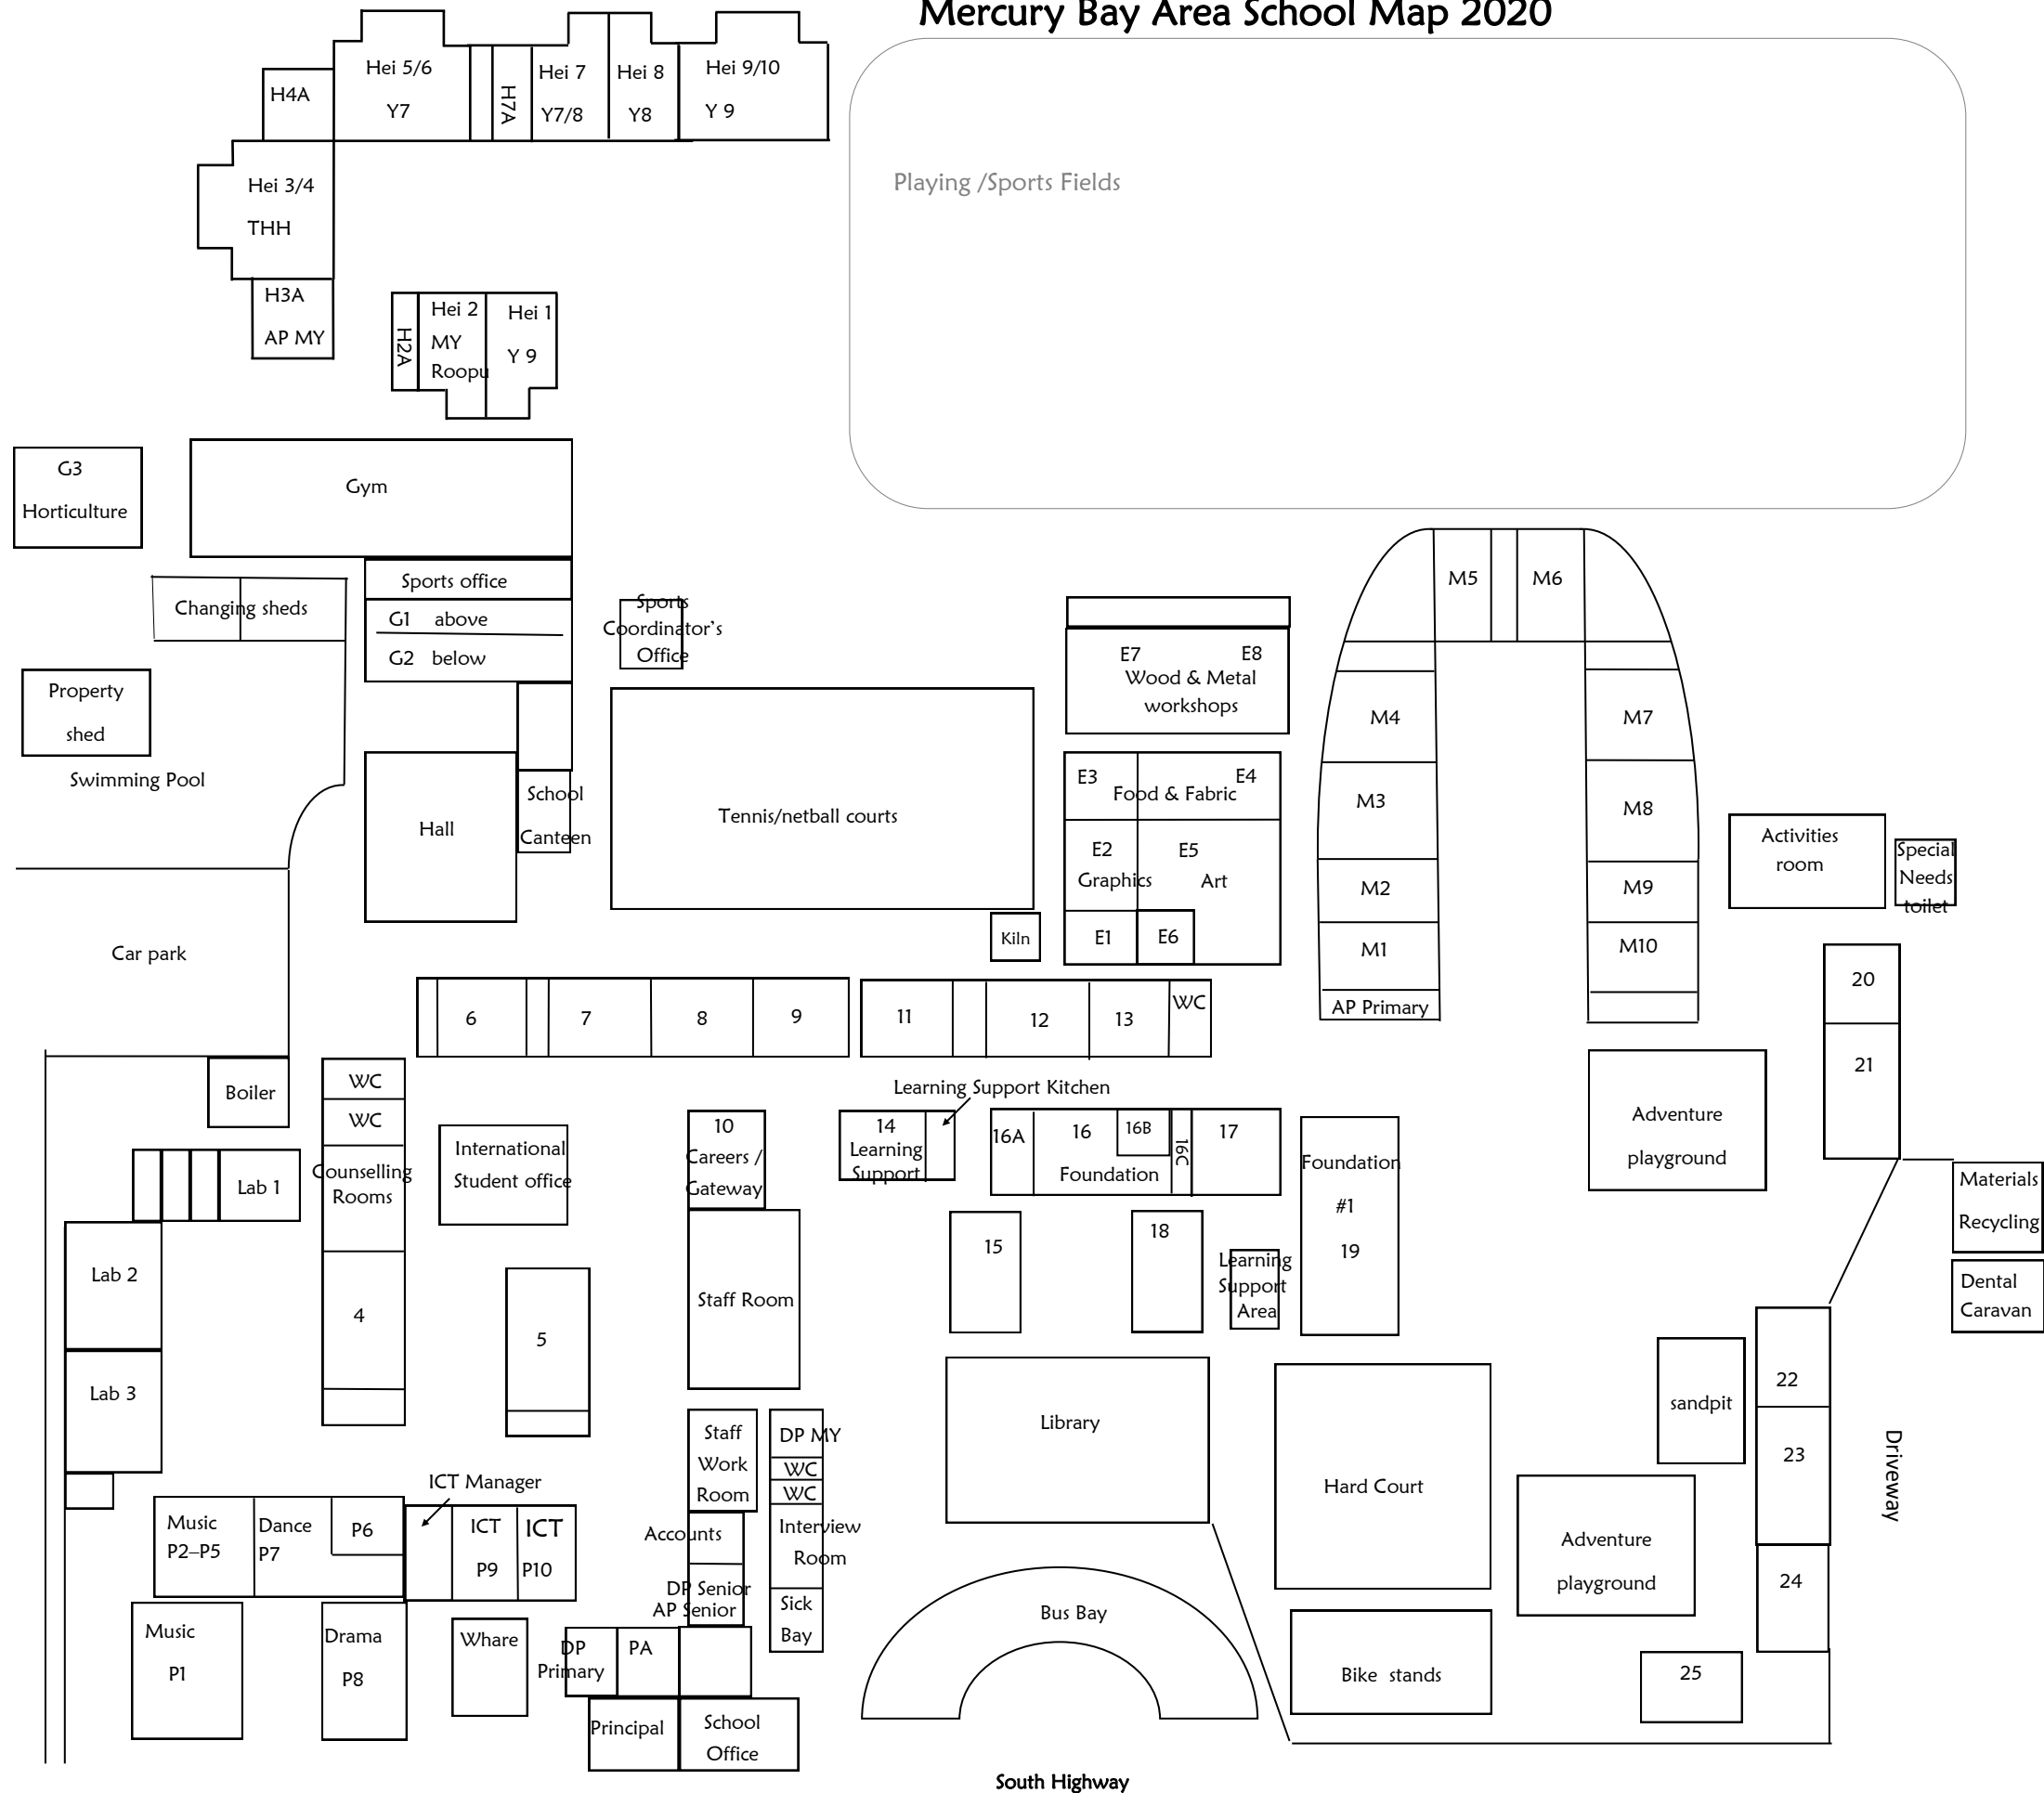 Mercury Bay Area School Map 2020
H4A
Hei 5/6
Y7
H7A
Hei 7
Y7/8
Hei 8
Y8
Hei 9/10
Y 9
Playing /Sports Fields
Hei 3/4
THH
H3A
AP MY
H2A
Hei 2
MY
Roopu
Hei 1
Y 9
G3
Horticulture
Gym
Sports office
Changing sheds
G1 above
G2 below
Sports
Coordinator's
Office
E7 E8
Wood & Metal
workshops
M5
M6
Property
shed
Swimming Pool
Hall
School
Canteen
Tennis/netball courts
E3 E4
Food & Fabric
E2
Graphics
E5
Art
E1
E6
Kiln
M4
M3
M2
M1
AP Primary
M7
M8
M9
M10
Activities
room
Special
Needs
toilet
Car park
6
7
8
9
11
12
13
WC
20
21
Boiler
WC
WC
Counselling
Rooms
4
International
Student office
5
10
Careers /
Gateway
Staff Room
Learning Support Kitchen
14
Learning
Support
16A
16
16B
16C
17
Foundation
Foundation
#1
19
15
18
Learning
Support
Area
Adventure
playground
Materials
Recycling
Dental
Caravan
Lab 1
Lab 2
Lab 3
Library
Hard Court
sandpit
22
23
24
Driveway
Staff
Work
Room
DP MY
WC
WC
Interview
Room
Sick
Bay
Accounts
DP Senior
AP Senior
ICT Manager
Music
P2–P5
Dance
P7
P6
ICT
P9
ICT
P10
Music
P1
Drama
P8
Whare
DP
Primary
PA
Principal
School
Office
Bus Bay
Bike stands
Adventure
playground
25
South Highway